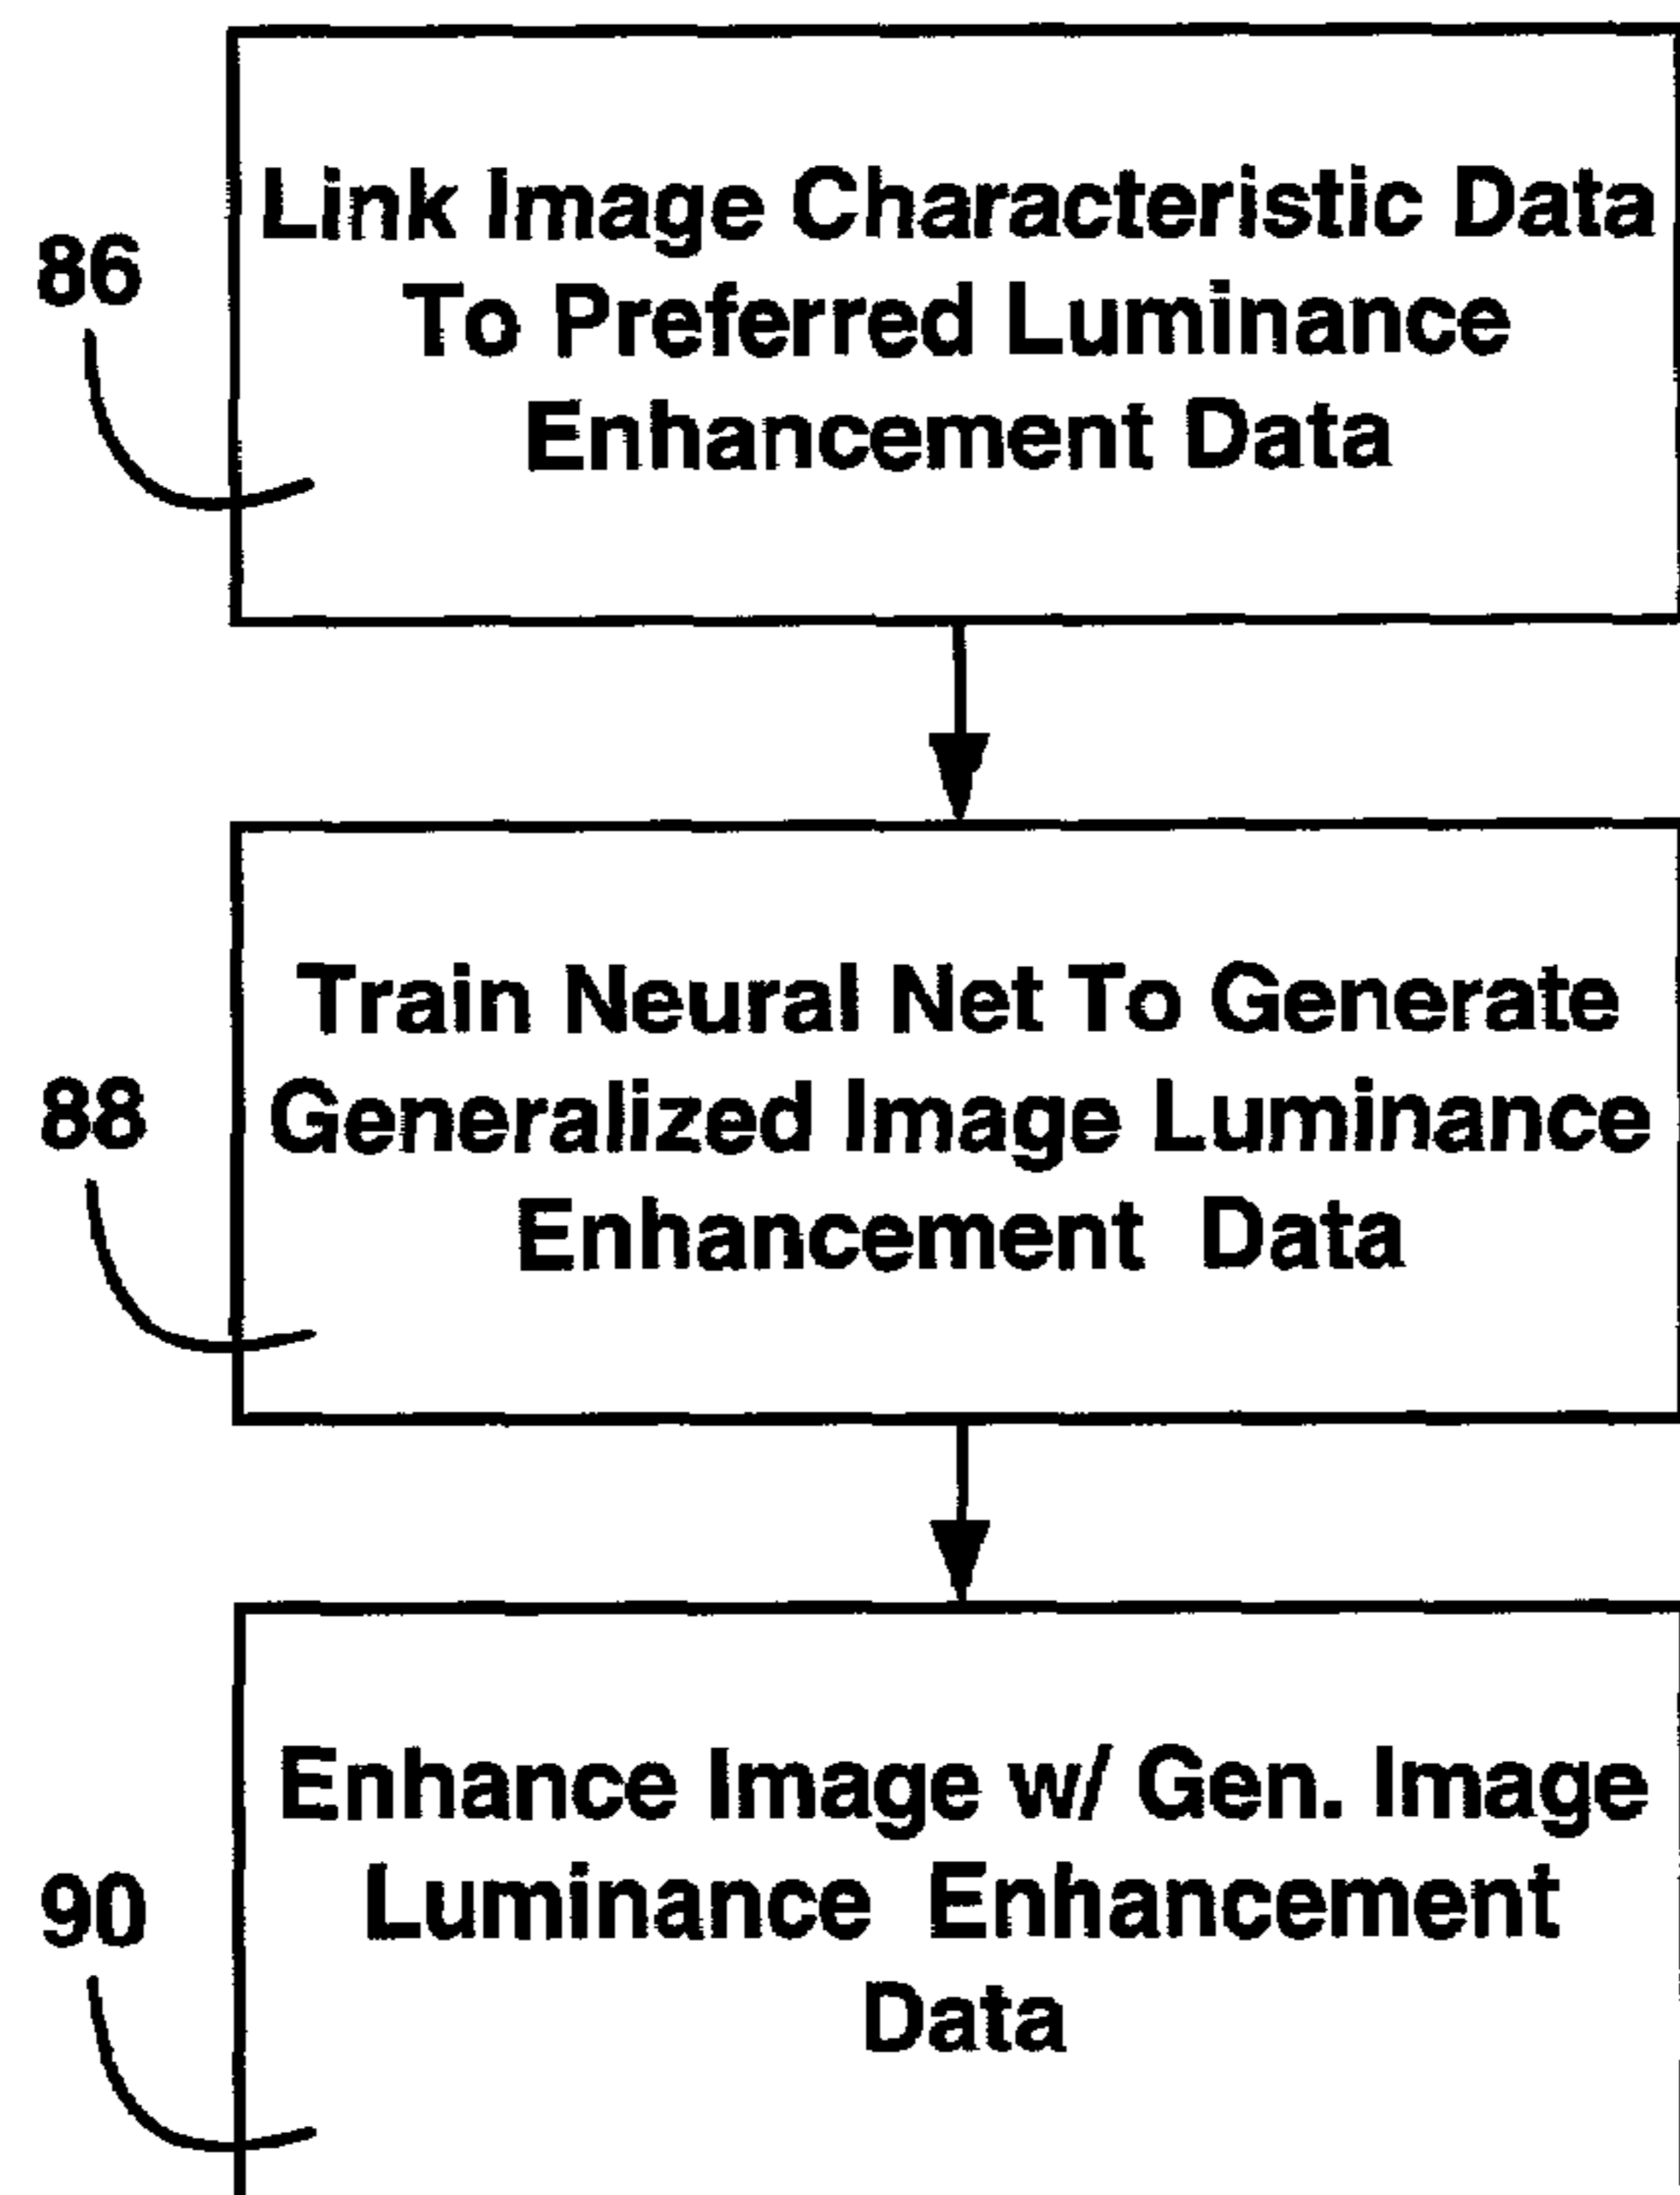 86
Link Image Characteristic Data
To Preferred Luminance
Enhancement Data
88
Train Neural Net To Generate
Generalized Image Luminance
Enhancement Data
90
Enhance Image w/ Gen. Image
Luminance Enhancement
Data